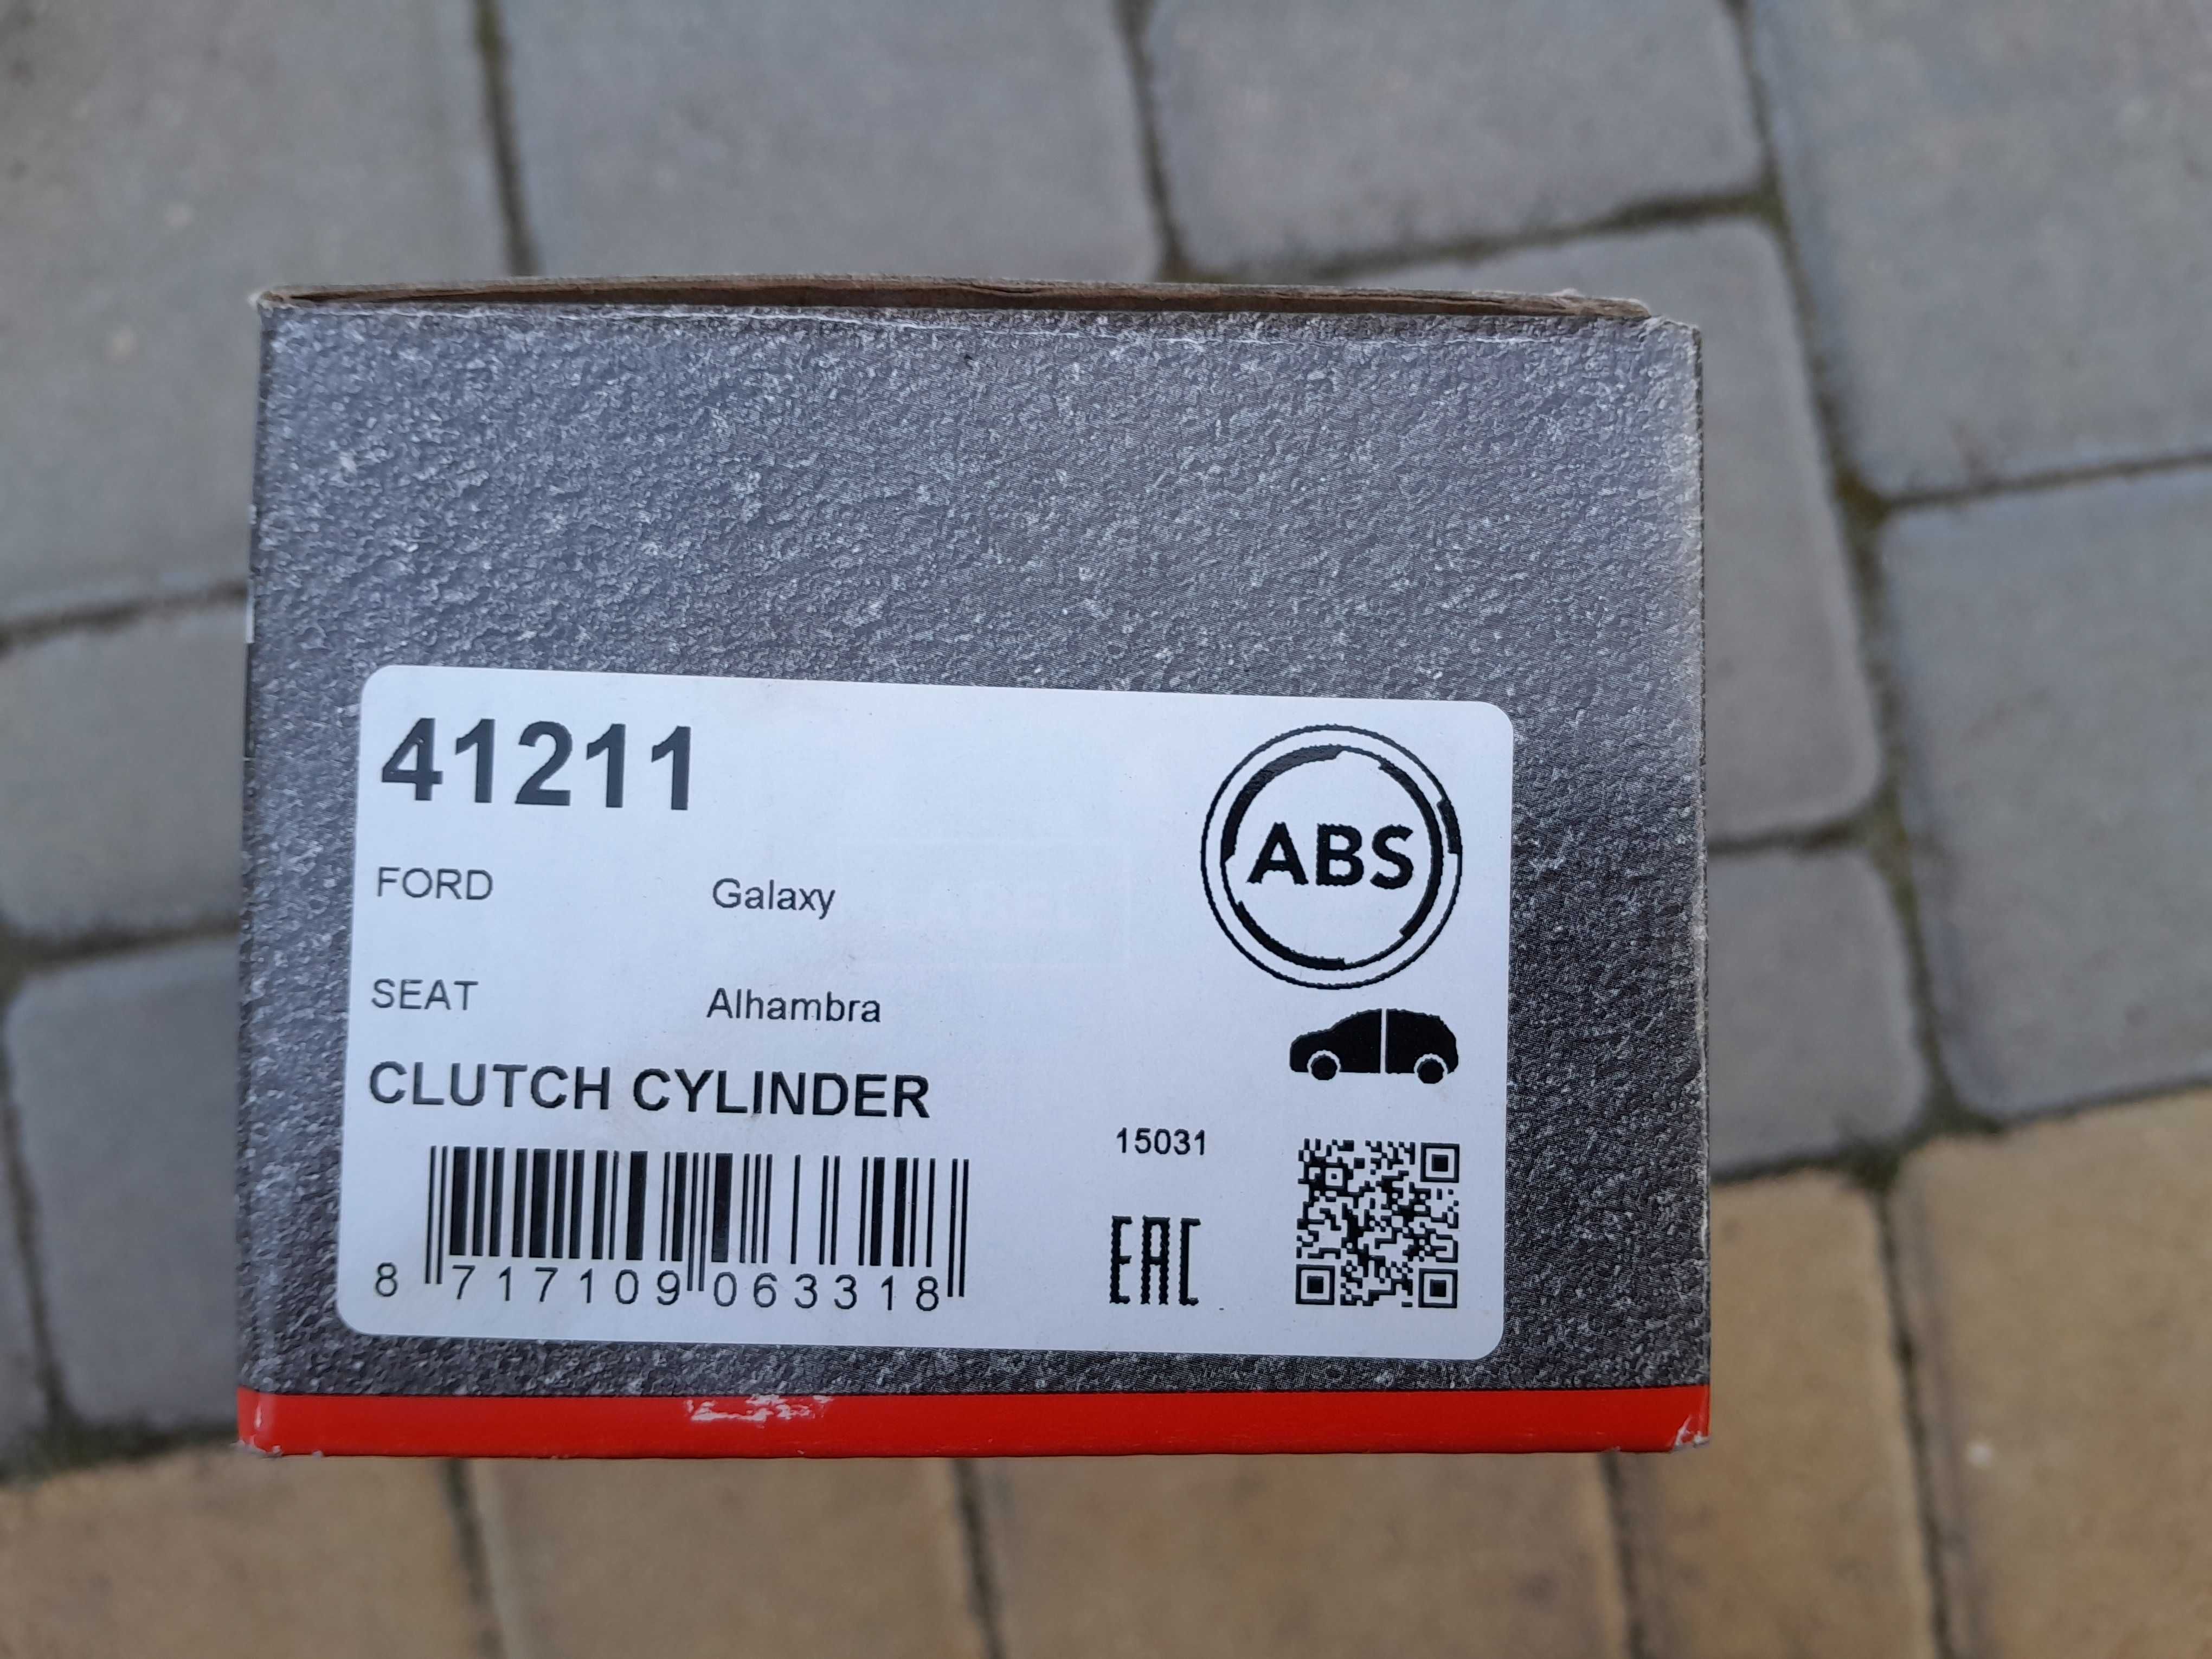 41211
ABS
FORD Galaxy
SEAT Alhambra
CLUTCH CYLINDER
15031
EAC
8 717109 063318